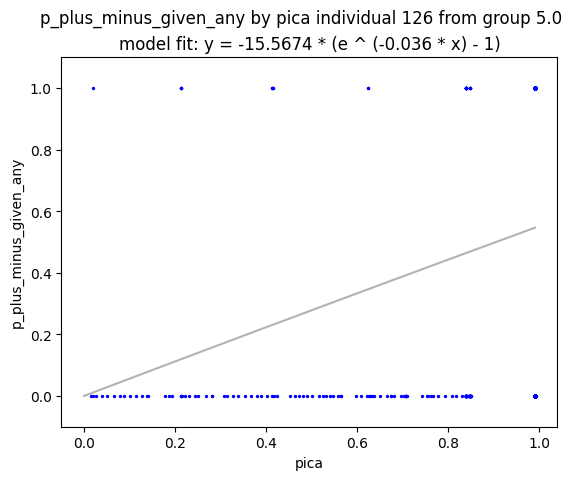 p_plus_minus_given_any by pica individual 126 from group 5.0
model fit: y = -15.5674 * (e ^ (-0.036 * x) - 1)
p_plus_minus_given_any
1.0
0.8
0.6
0.4
0.2
0.0
0.0 0.2 0.4 0.6 0.8 1.0
pica